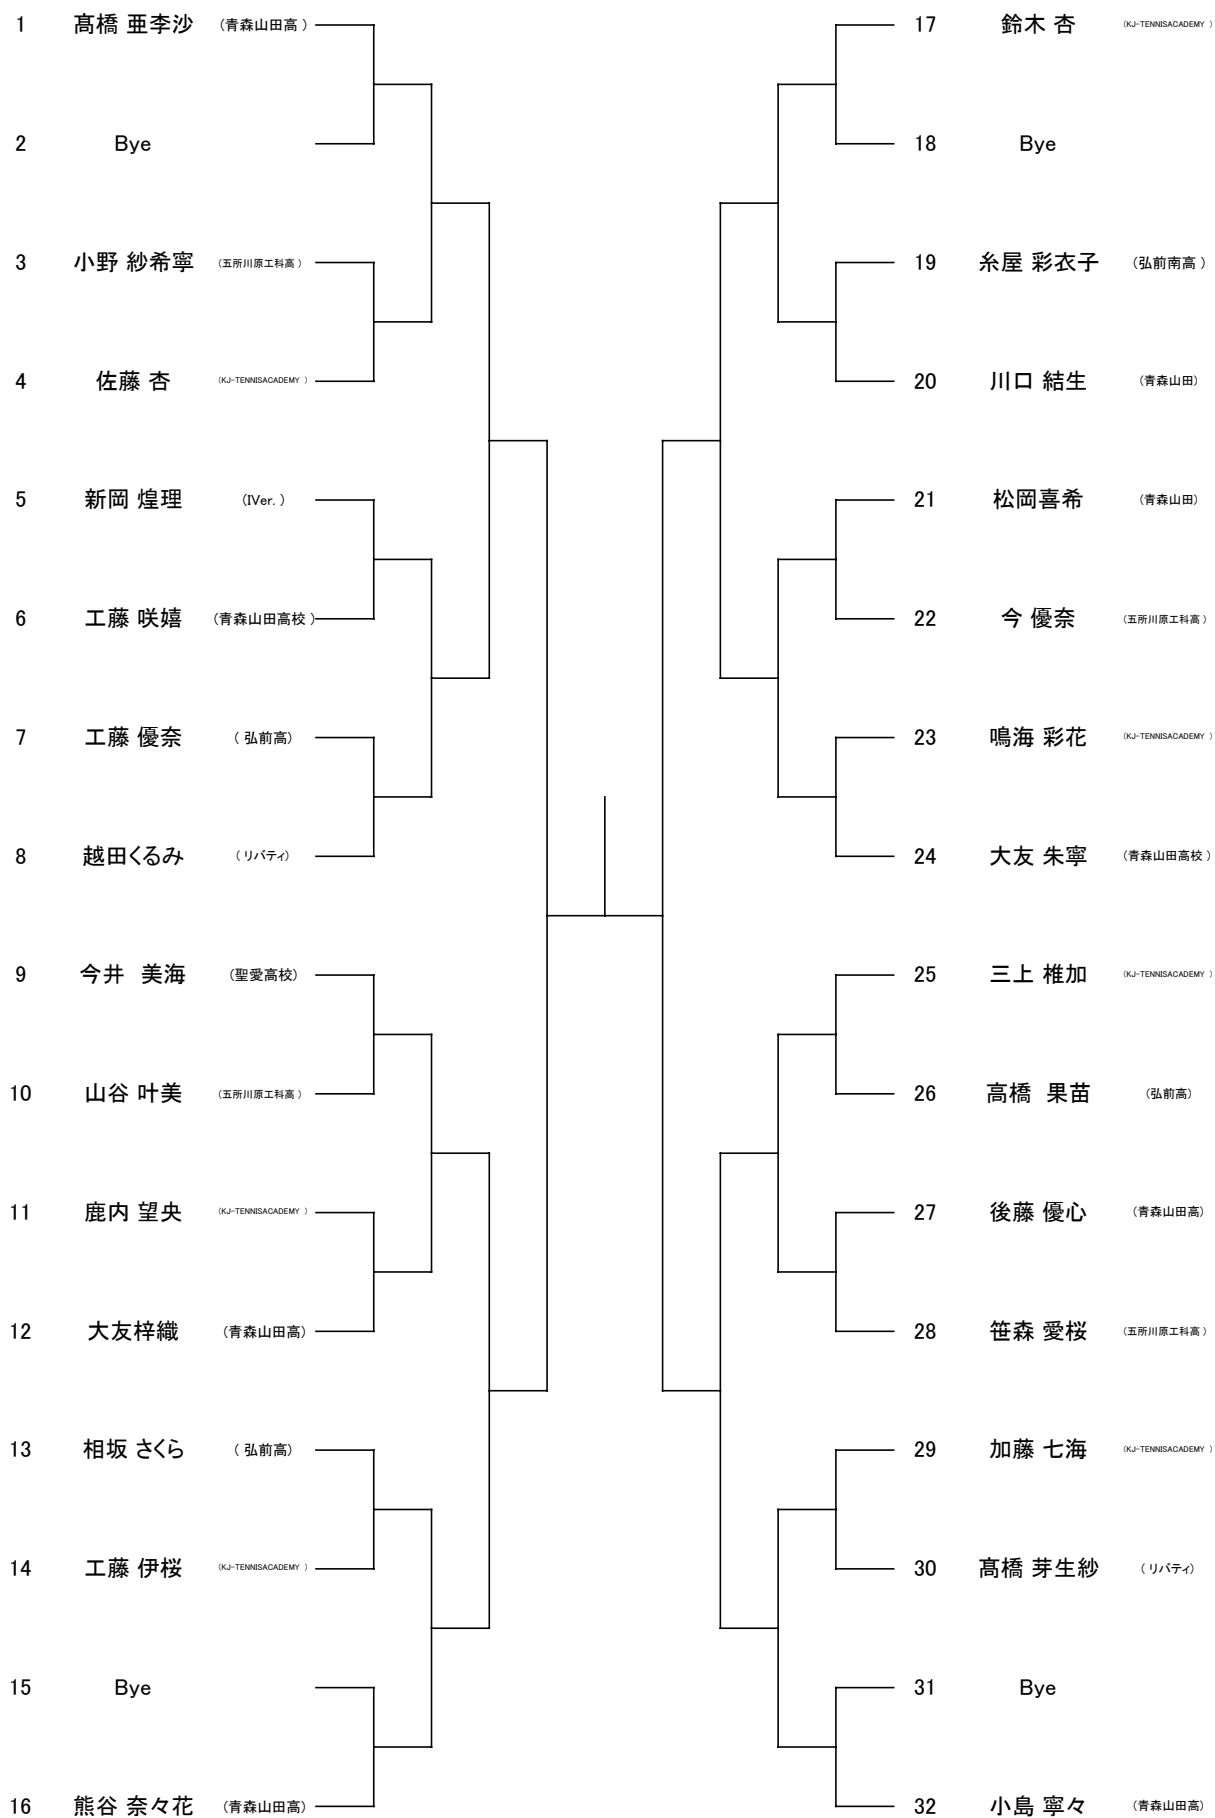 1 髙橋 亜李沙 (青森山田高 )
2 Bye
3 小野 紗希寧 (五所川原工科高 )
4 佐藤 杏 (KJ-TENNISACADEMY )
5 新岡 煌理 (IVer. )
6 工藤 咲嬉 (青森山田高校 )
7 工藤 優奈 ( 弘前高)
8 越田くるみ ( リバティ)
9 今井 美海 (聖愛高校)
10 山谷 叶美 (五所川原工科高 )
11 鹿内 望央 (KJ-TENNISACADEMY )
12 大友梓織 (青森山田高)
13 相坂 さくら ( 弘前高)
14 工藤 伊桜 (KJ-TENNISACADEMY )
15 Bye
16 熊谷 奈々花 (青森山田高)
17 鈴木 杏 (KJ-TENNISACADEMY )
18 Bye
19 糸屋 彩衣子 (弘前南高 )
20 川口 結生 (青森山田)
21 松岡喜希 (青森山田)
22 今 優奈 (五所川原工科高 )
23 鳴海 彩花 (KJ-TENNISACADEMY )
24 大友 朱寧 (青森山田高校 )
25 三上 椎加 (KJ-TENNISACADEMY )
26 高橋 果苗 (弘前高)
27 後藤 優心 (青森山田高)
28 笹森 愛桜 (五所川原工科高 )
29 加藤 七海 (KJ-TENNISACADEMY )
30 髙橋 芽生紗 ( リバティ)
31 Bye
32 小島 寧々 (青森山田高)